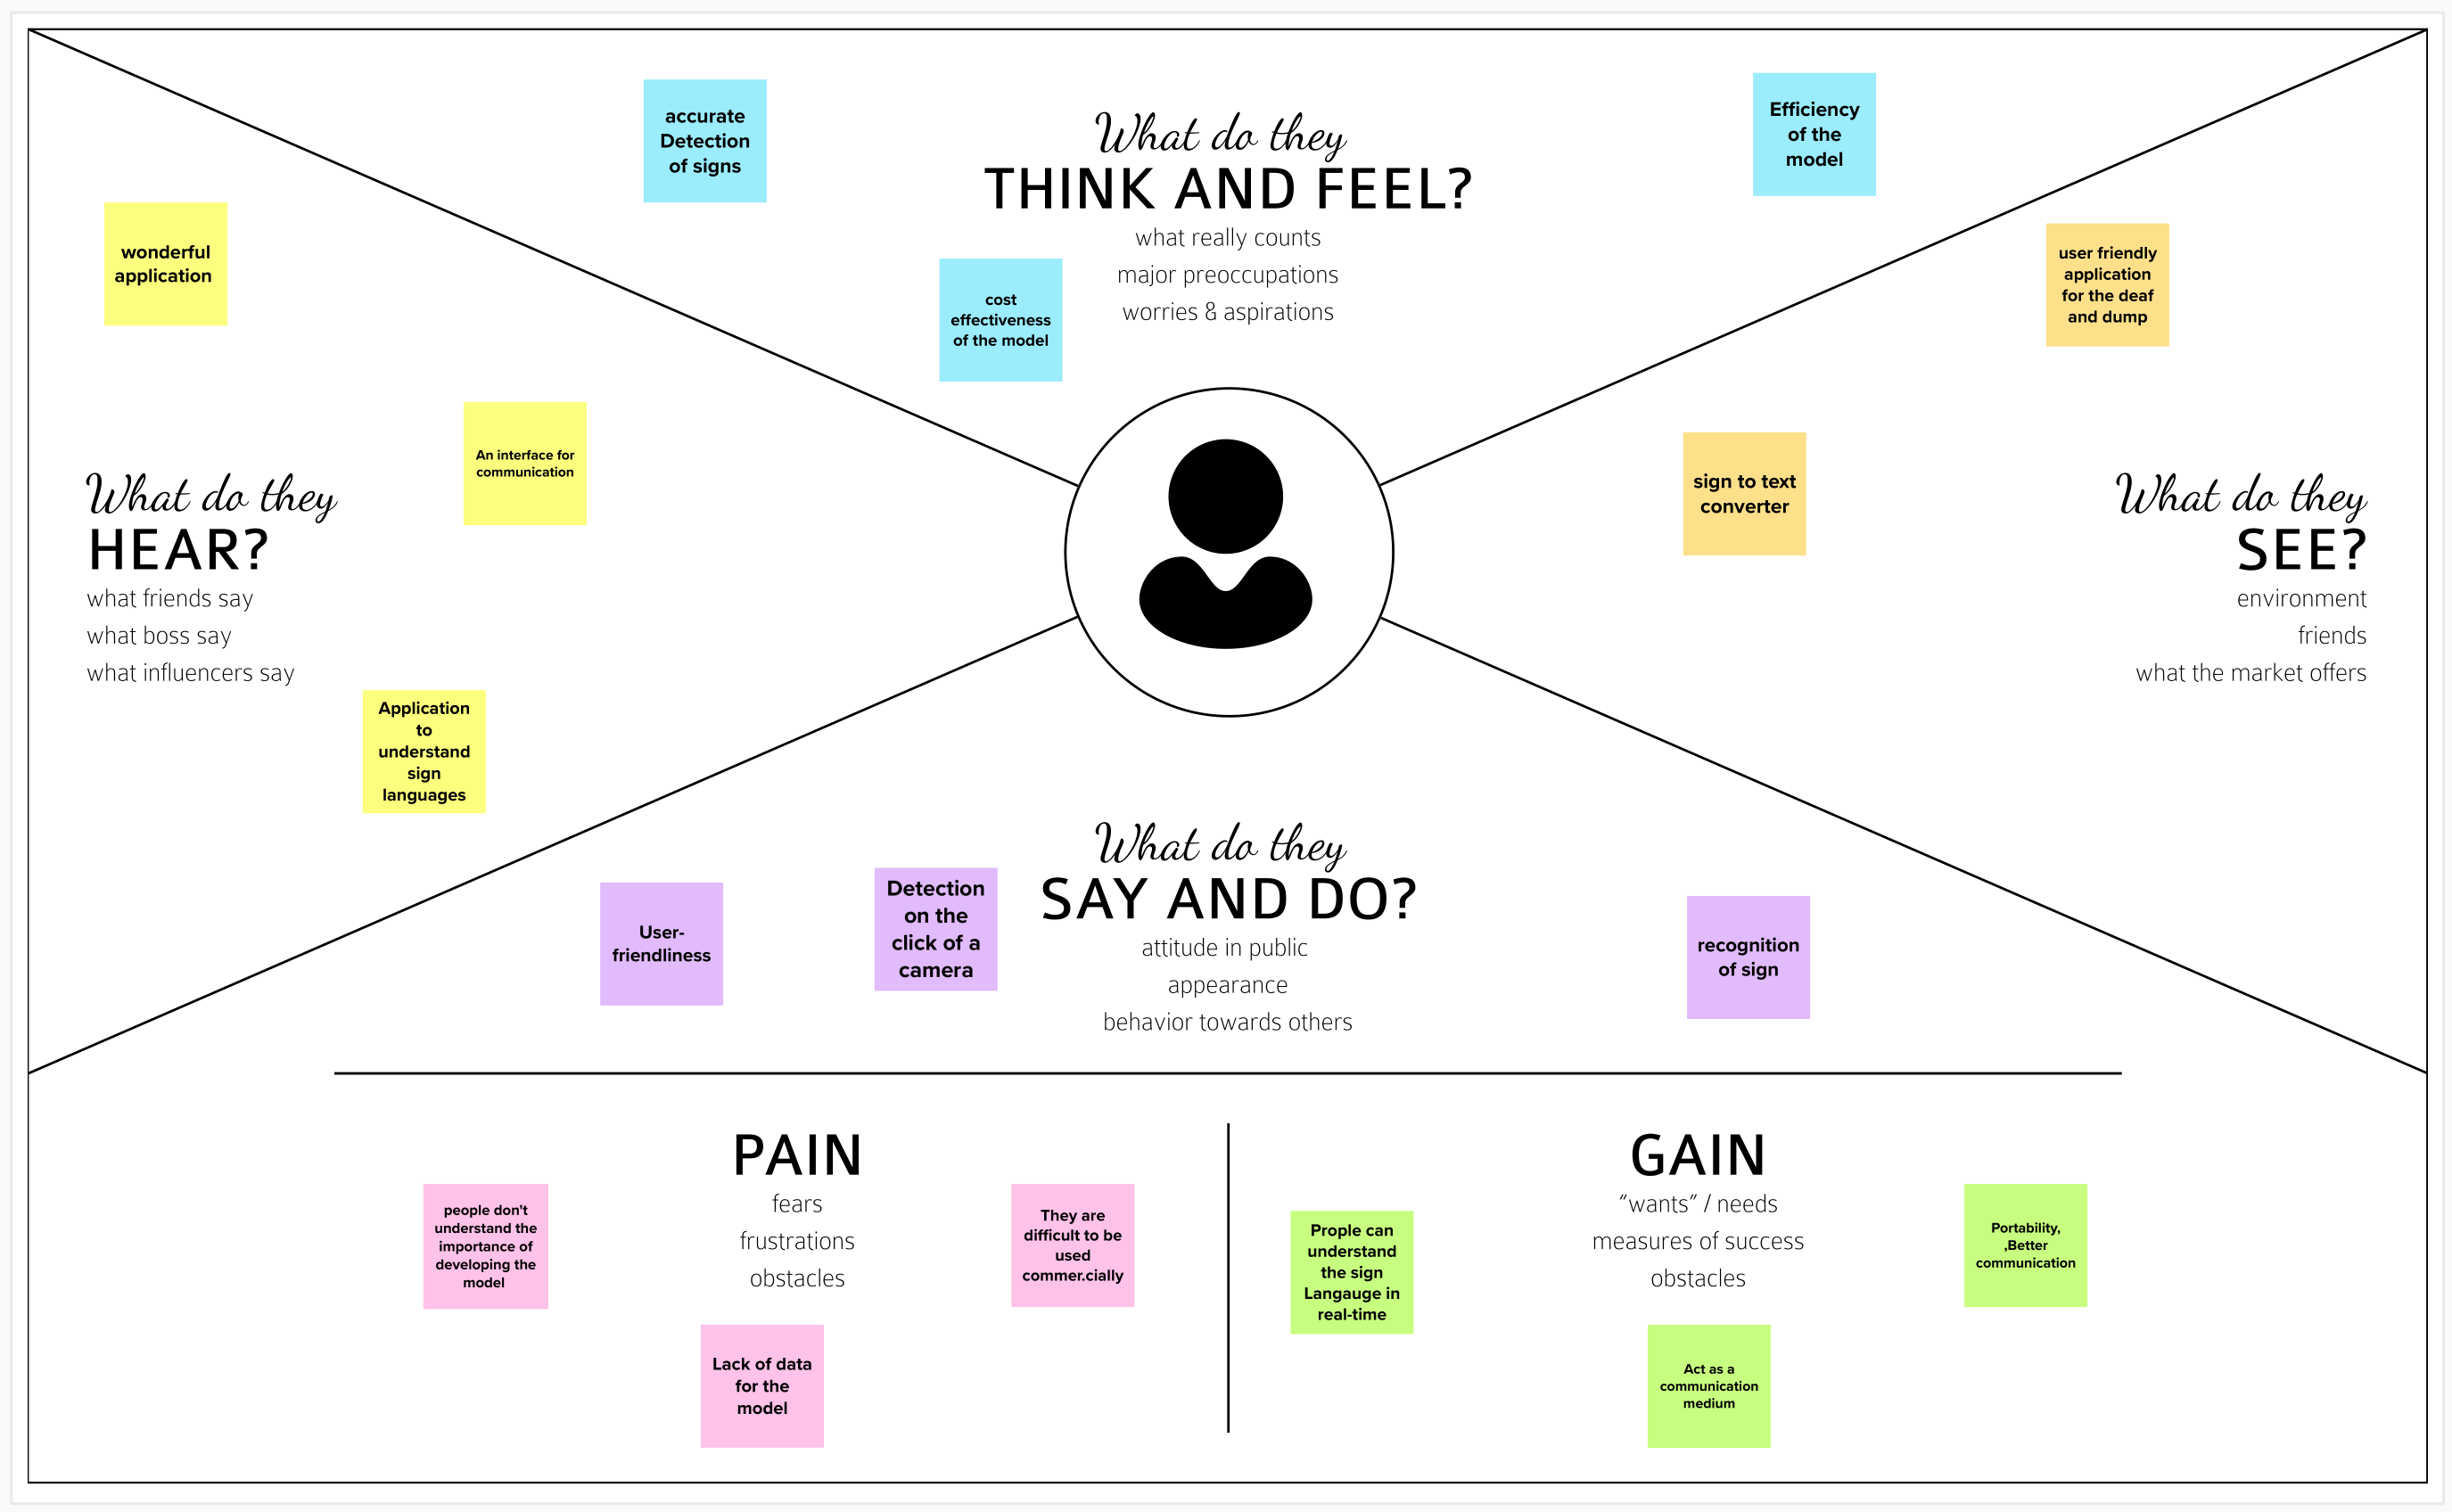 What do they
THINK AND FEEL?
what really counts
major preoccupations
worries & aspirations
accurate
Detection
of signs
cost
effectiveness
of the model
Efficiency
of the
model
What do they
HEAR?
what friends say
what boss say
what influencers say
wonderful
application
An interface for
communication
Application
to
understand
sign
languages
What do they
SEE?
environment
friends
what the market offers
user friendly
application
for the deaf
and dump
sign to text
converter
What do they
SAY AND DO?
attitude in public
appearance
behavior towards others
User-
friendliness
Detection
on the
click of a
camera
recognition
of sign
PAIN
fears
frustrations
obstacles
people don't
understand the
importance of
developing the
model
Lack of data
for the
model
They are
difficult to be
used
commer.cially
GAIN
“wants” / needs
measures of success
obstacles
Prople can
understand
the sign
Langauge in
real-time
Act as a
communication
medium
Portability,
,Better
communication